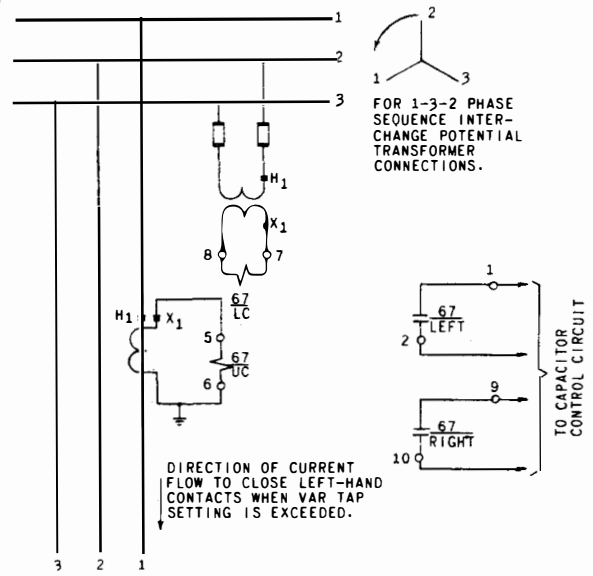 1
2
3
2
1
3
FOR 1-3-2 PHASE
SEQUENCE INTER-
CHANGE POTENTIAL
TRANSFORMER
CONNECTIONS.
H1
X1
8
7
67
LC
H1
X1
5
67
UC
6
1
67
LEFT
2
9
67
RIGHT
10
TO CAPACITOR
CONTROL CIRCUIT
DIRECTION OF CURRENT
FLOW TO CLOSE LEFT-HAND
CONTACTS WHEN VAR TAP
SETTING IS EXCEEDED.
3
2
1